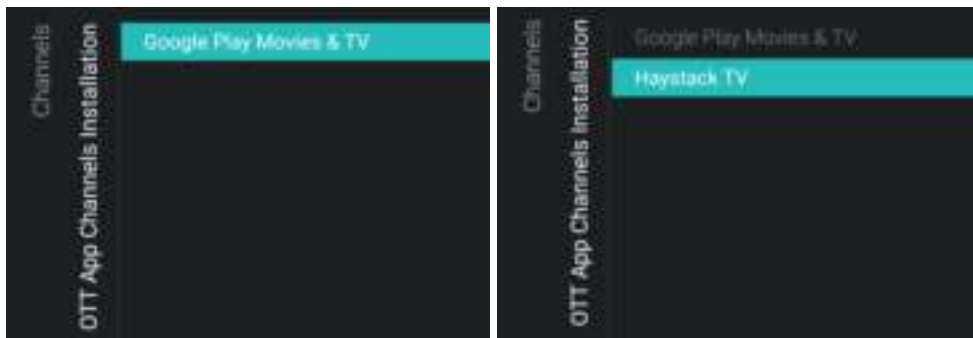 Channels
OTT App Channels Installation
Google Play Movies & TV
Channels
OTT App Channels Installation
Google Play Movies & TV
Haystack TV